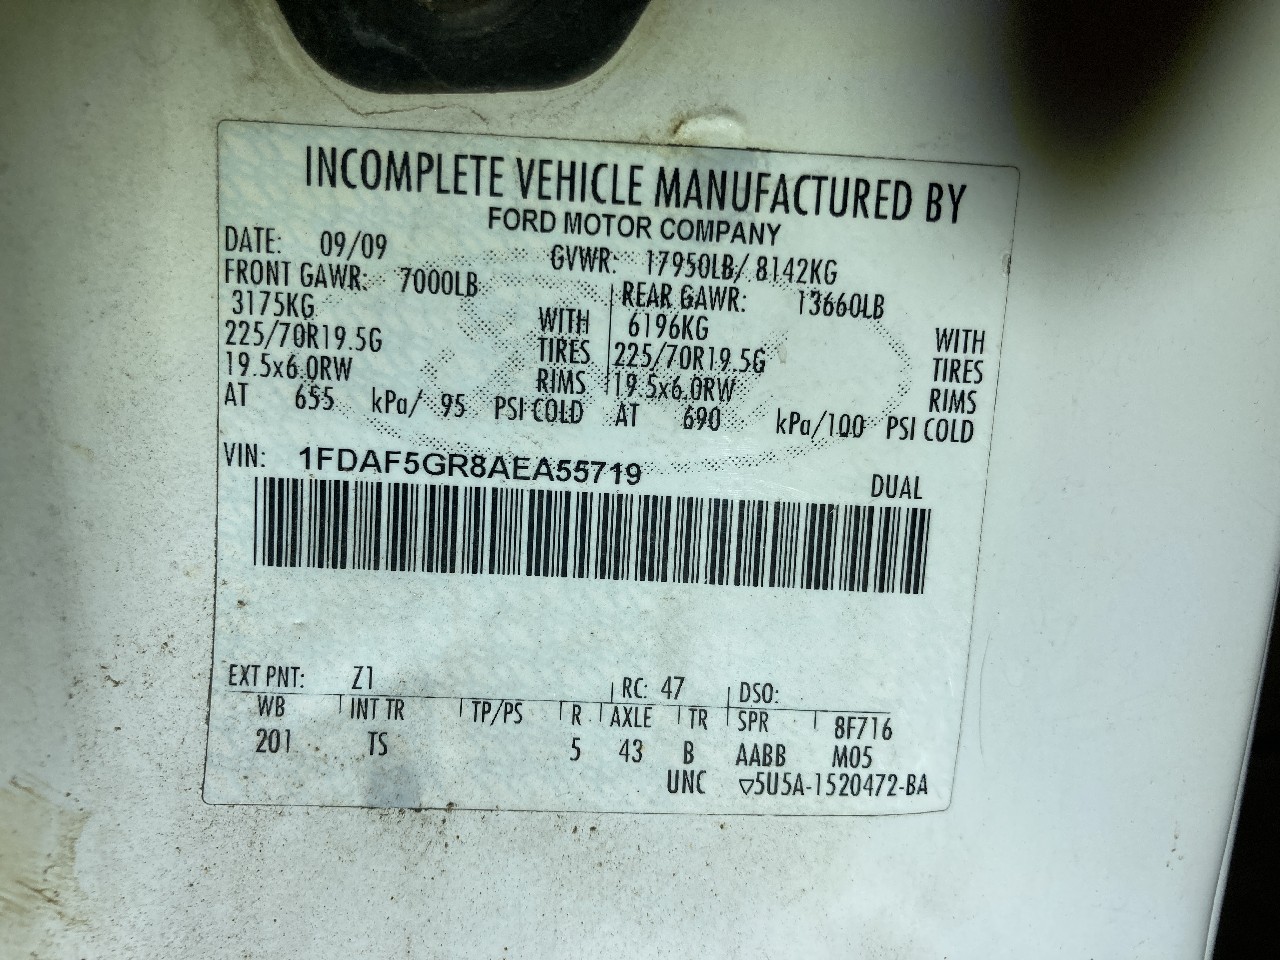 INCOMPLETE VEHICLE MANUFACTURED BY
FORD MOTOR COMPANY
DATE: 09/09 GVWR: 17950LB/ 8142KG
FRONT GAWR: 7000LB REAR GAWR: 13660LB
3175KG WITH 6196KG WITH
225/70R19.5G TIRES 225/70R19.5G TIRES
19.5x6.0RW RIMS 19.5x6.0RW RIMS
AT 655 kPa/ 95 PSI COLD AT 690 kPa/100 PSI COLD
VIN: 1FDAF5GR8AEA55719 DUAL
EXT PNT: Z1 RC: 47 DSO:
WB INT TR TP/PS R AXLE TR SPR 8F716
201 TS 5 43 B AABB M05
UNC ▽5U5A-1520472-BA